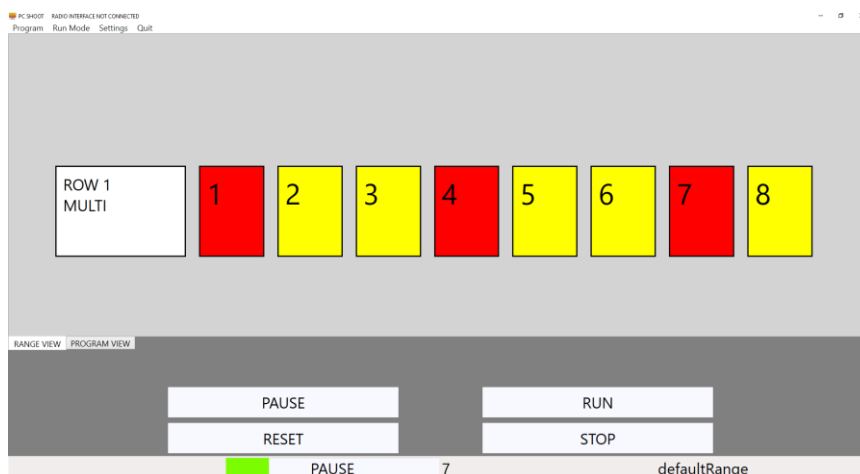 PC SHOOT RADIO INTERFACE NOT CONNECTED
Program Run Mode Settings Quit
ROW 1
MULTI
1 2 3 4 5 6 7 8
RANGE VIEW PROGRAM VIEW
PAUSE RUN
RESET STOP
PAUSE 7 defaultRange